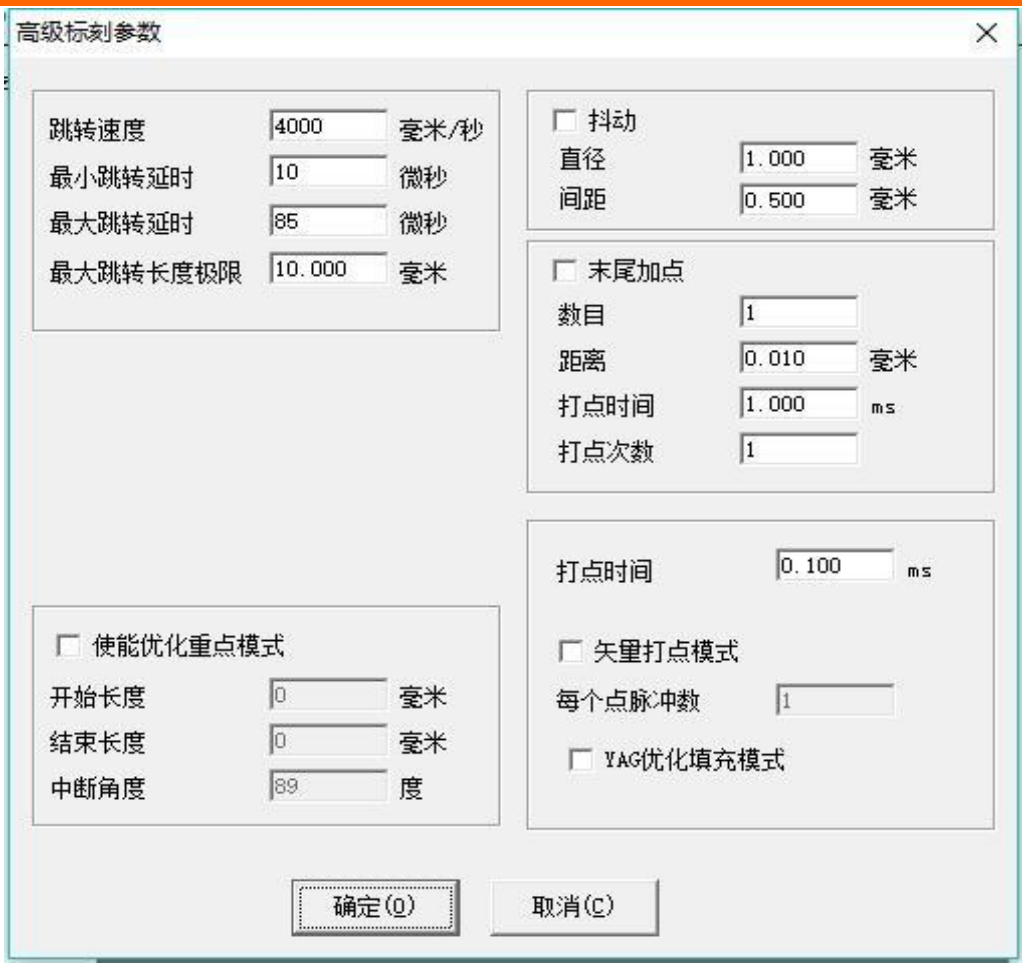 高级标刻参数
跳转速度 4000 毫米/秒
最小跳转延时 10 微秒
最大跳转延时 85 微秒
最大跳转长度极限 10.000 毫米
抖动
直径 1.000 毫米
间距 0.500 毫米
末尾加点
数目 1
距离 0.010 毫米
打点时间 1.000 ms
打点次数 1
使能优化重点模式
开始长度 0 毫米
结束长度 0 毫米
中断角度 89 度
打点时间 0.100 ms
矢量打点模式
每个点脉冲数 1
YAG优化填充模式
确定(O) 取消(C)